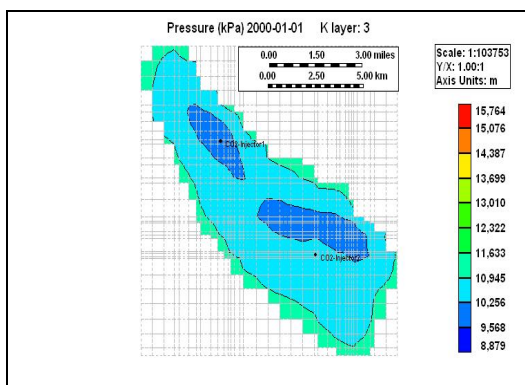 Pressure (kPa) 2000-01-01 K layer: 3
0.00 1.50 3.00 miles
0.00 2.50 5.00 km
Scale: 1:103753
Y/X: 1.00:1
Axis Units: m
CO2-Injector1
CO2-Injector2
15,764
15,076
14,387
13,699
13,010
12,322
11,633
10,945
10,256
9,568
8,879